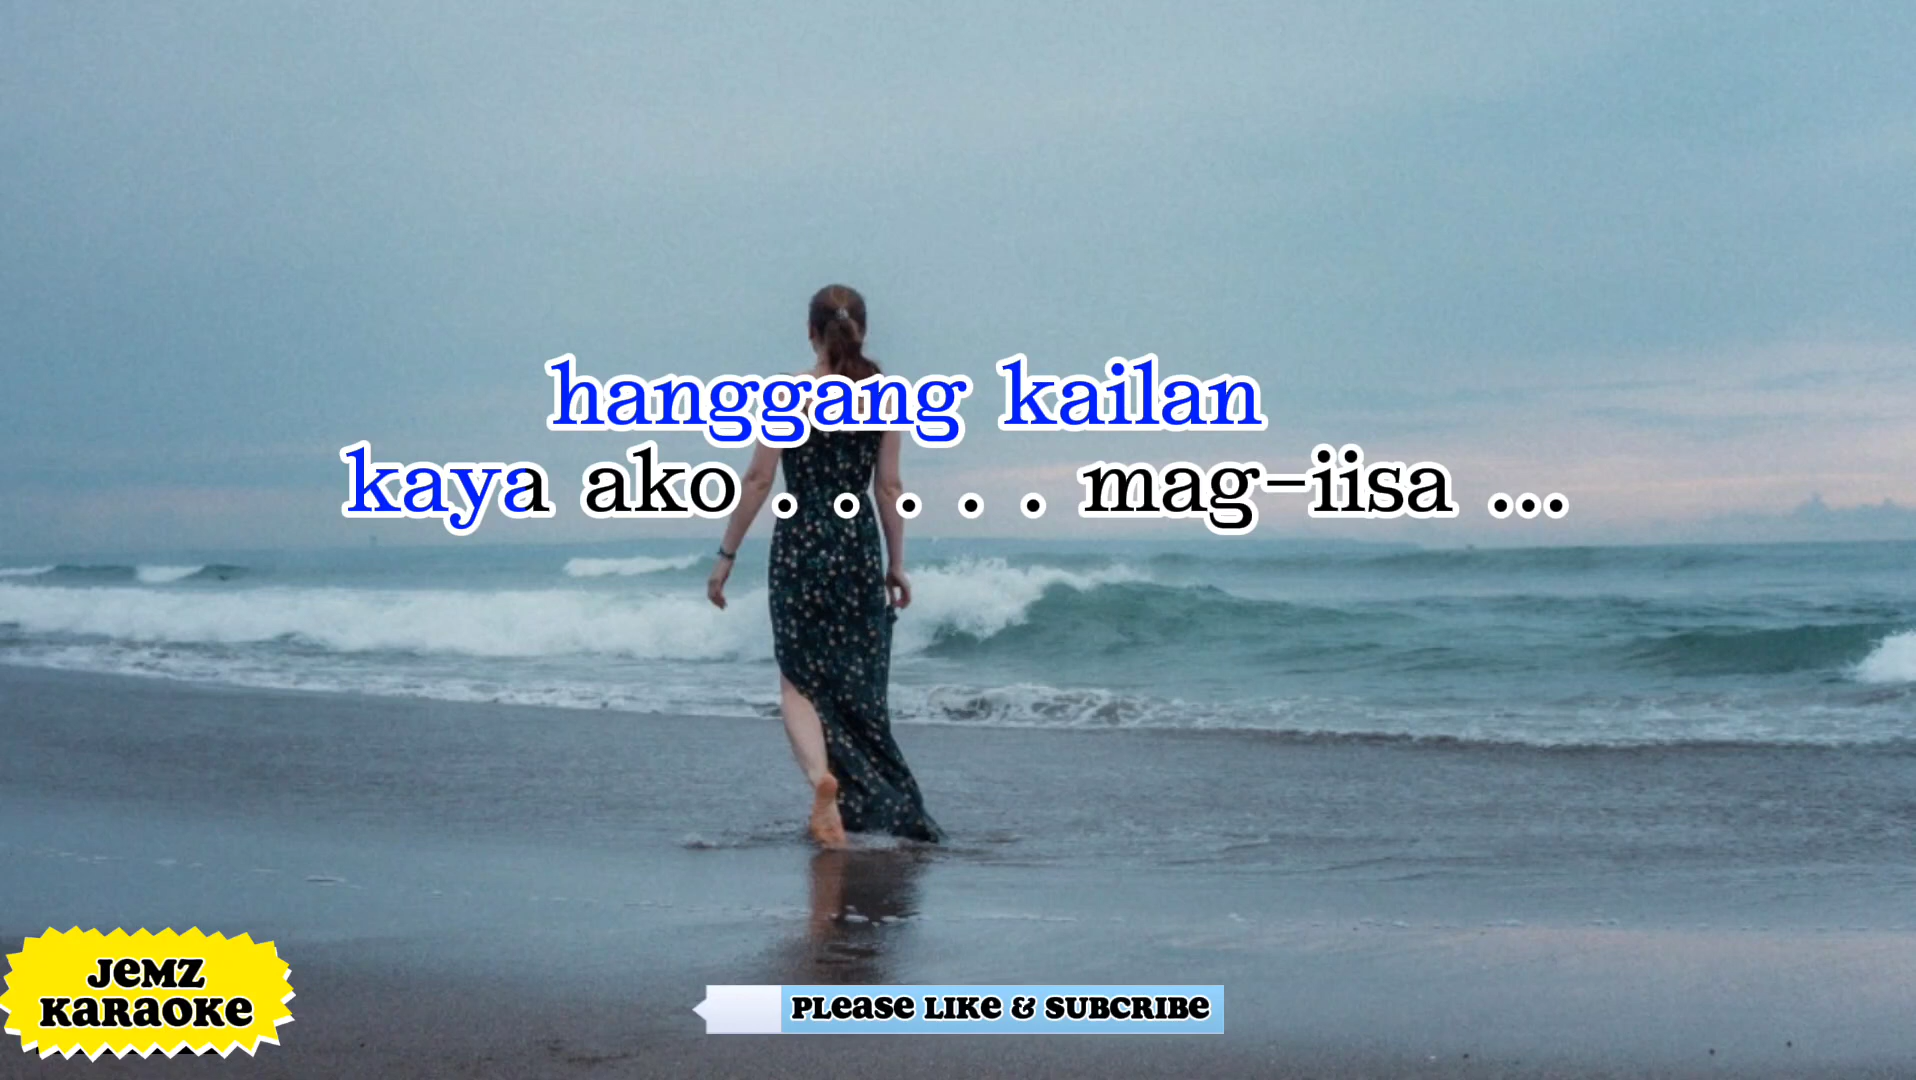 hanggang kailan
kaya ako . . . . . mag-iisa ...
JEMZ
KARAOKE
PLEASE LIKE & SUBCRIBE